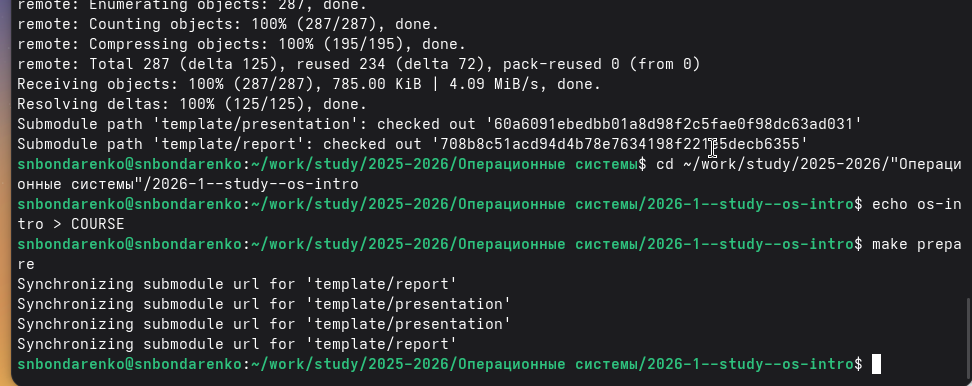 remote: Enumerating objects: 287, done.
remote: Counting objects: 100% (287/287), done.
remote: Compressing objects: 100% (195/195), done.
remote: Total 287 (delta 125), reused 234 (delta 72), pack-reused 0 (from 0)
Receiving objects: 100% (287/287), 785.00 KiB | 4.09 MiB/s, done.
Resolving deltas: 100% (125/125), done.
Submodule path 'template/presentation': checked out '60a6091ebedbb01a8d98f2c5fae0f98dc63ad031'
Submodule path 'template/report': checked out
snbondarenko@snbondarenko:~/work/study/2025-2026/Операционные системы$ cd ~/work/study/2025-2026/"Операци
онные системы"/2026-1--study--os-intro
snbondarenko@snbondarenko:~/work/study/2025-2026/Операционные системы/2026-1--study--os-intro$ echo os-in
tro > COURSE
snbondarenko@snbondarenko:~/work/study/2025-2026/Операционные системы/2026-1--study--os-intro$ make prepa
re
Synchronizing submodule url for 'template/report'
Synchronizing submodule url for 'template/presentation'
Synchronizing submodule url for 'template/presentation'
Synchronizing submodule url for 'template/report'
snbondarenko@snbondarenko:~/work/study/2025-2026/Операционные системы/2026-1--study--os-intro$